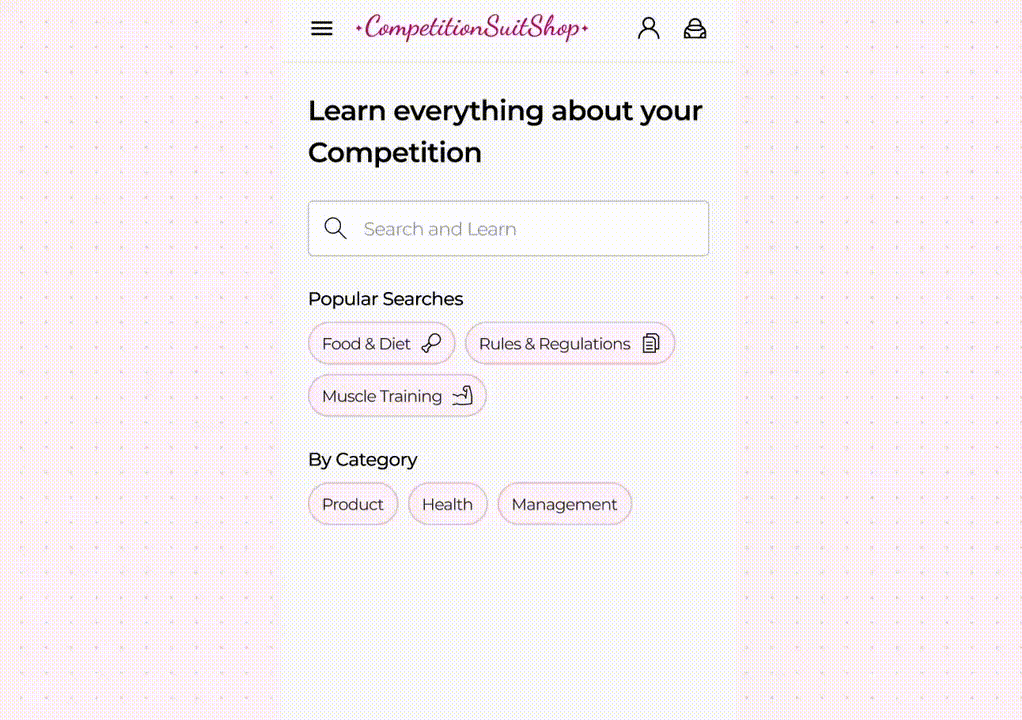 CompetitionSuitShop
Learn everything about your
Competition
Search and Learn
Popular Searches
Food & Diet
Rules & Regulations
Muscle Training
By Category
Product
Health
Management